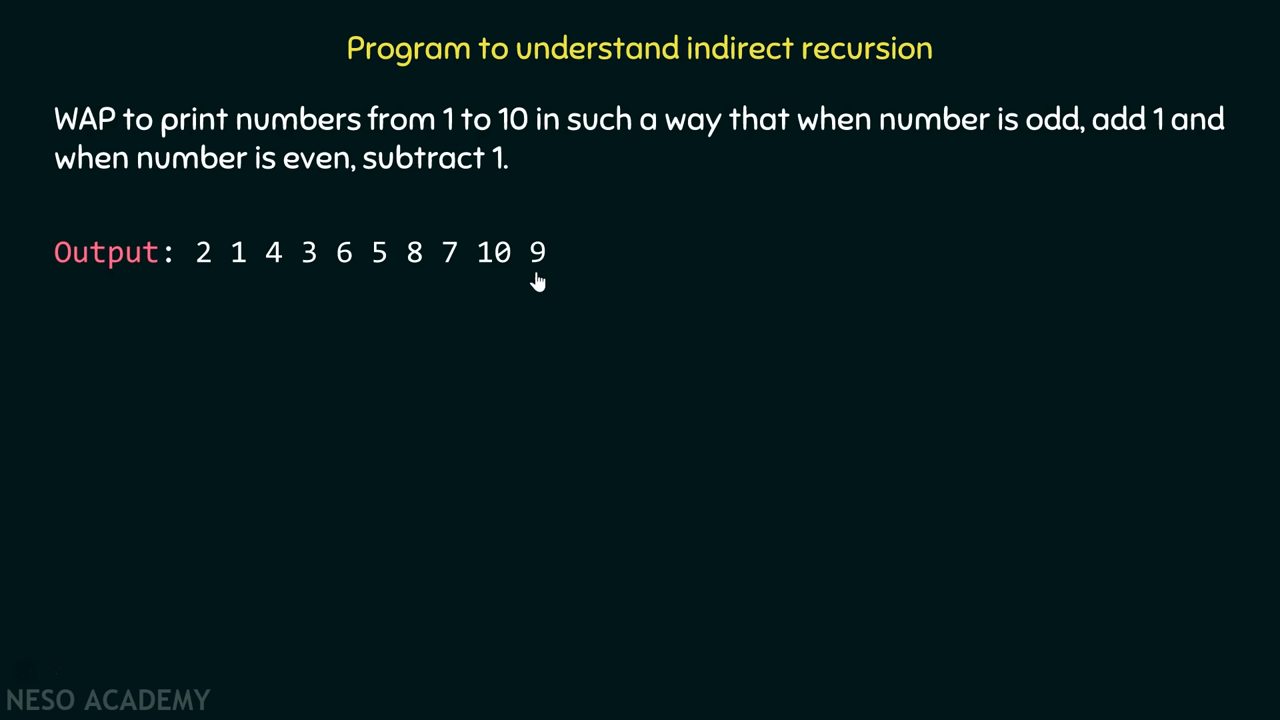 Program to understand indirect recursion
WAP to print numbers from 1 to 10 in such a way that when number is odd, add 1 and
when number is even, subtract 1.
Output: 2 1 4 3 6 5 8 7 10 9
NESO ACADEMY